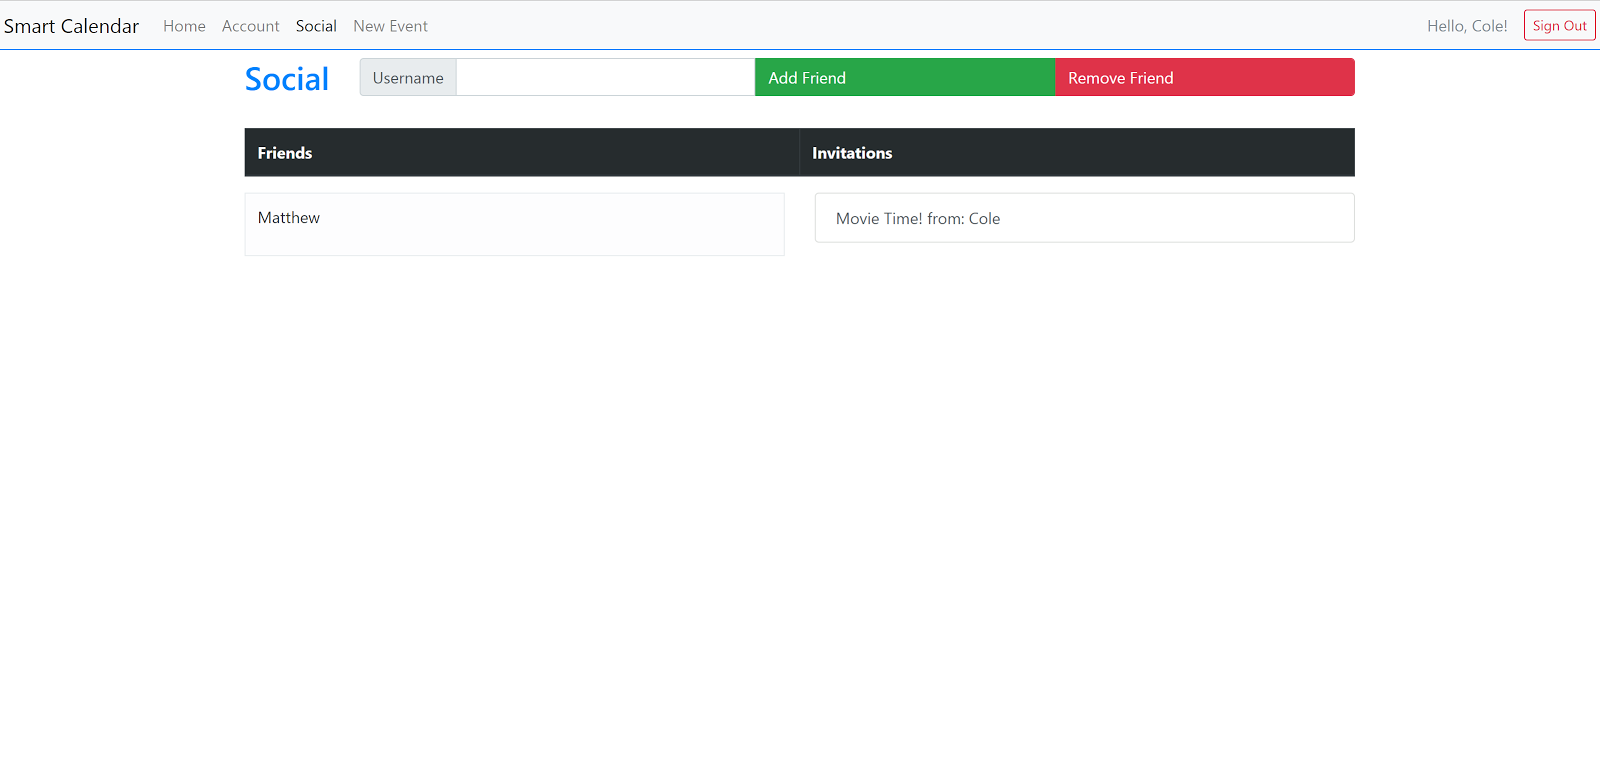 Smart Calendar Home Account Social New Event Hello, Cole! Sign Out
Social Username Add Friend Remove Friend
Friends Invitations
Matthew Movie Time! from: Cole